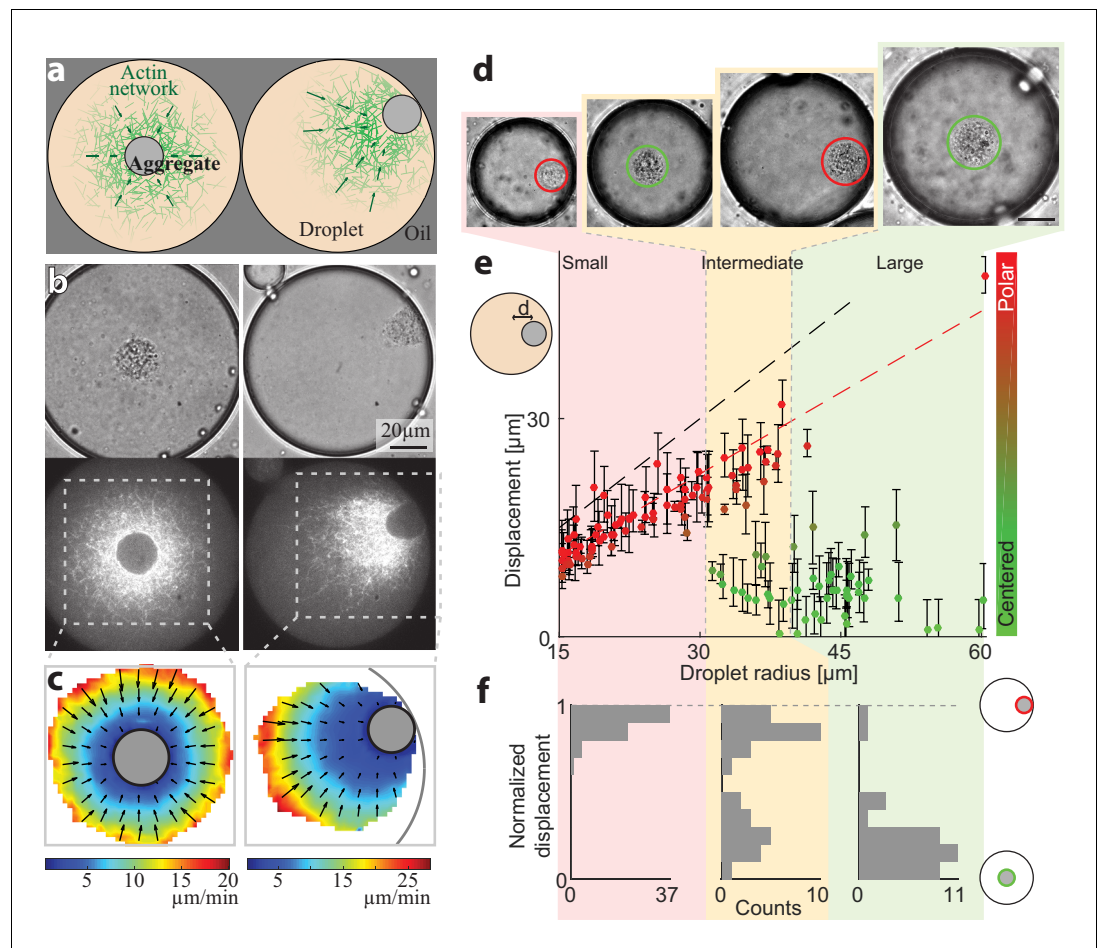 a
Actin
network
Aggregate
Droplet
Oil
b
20µm
c
5 10 15 20
µm/min
5 15 25
µm/min
d
e
Small
Intermediate
Large
d
Polar
Centered
Displacement [µm]
30
0
15 30 45 60
Droplet radius [µm]
f
Normalized
displacement
1
1
0
0 37
0 10
0 11
Counts